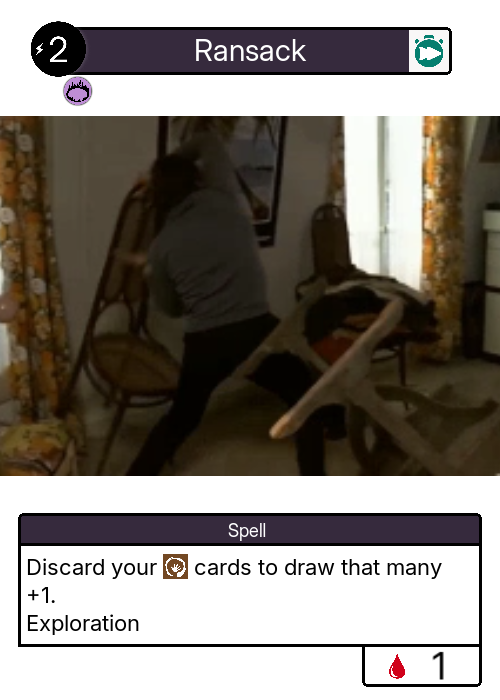 2
Ransack
Spell
Discard your cards to draw that many
+1.
Exploration
1